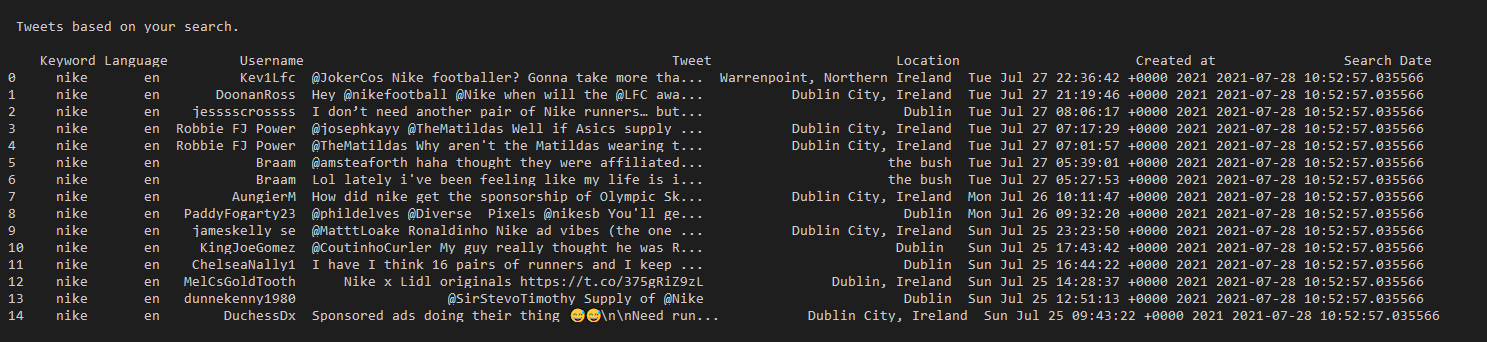 Tweets based on your search.
Keyword Language Username Tweet Location Created at Search Date
0 nike en Kev1Lfc @JokerCos Nike footballer? Gonna take more tha... Warrenpoint, Northern Ireland Tue Jul 27 22:36:42 +0000 2021 2021-07-28 10:52:57.035566
1 nike en DoonanRoss Hey @nikefootball @Nike when will the @LFC awa... Dublin City, Ireland Tue Jul 27 21:19:46 +0000 2021 2021-07-28 10:52:57.035566
2 nike en jesssscrossss I don’t need another pair of Nike runners… but... Dublin Tue Jul 27 08:06:17 +0000 2021 2021-07-28 10:52:57.035566
3 nike en Robbie FJ Power @josephkayy @TheMatildas Well if Asics supply ... Dublin City, Ireland Tue Jul 27 07:17:29 +0000 2021 2021-07-28 10:52:57.035566
4 nike en Robbie FJ Power @TheMatildas Why aren't the Matildas wearing t... Dublin City, Ireland Tue Jul 27 07:01:57 +0000 2021 2021-07-28 10:52:57.035566
5 nike en Braam @amsteaforth haha thought they were affiliated... the bush Tue Jul 27 05:39:01 +0000 2021 2021-07-28 10:52:57.035566
6 nike en Braam Lol lately i've been feeling like my life is i... the bush Tue Jul 27 05:27:53 +0000 2021 2021-07-28 10:52:57.035566
7 nike en AungierM How did nike get the sponsorship of Olympic Sk... Dublin City, Ireland Mon Jul 26 10:11:47 +0000 2021 2021-07-28 10:52:57.035566
8 nike en PaddyFogarty23 @phildelves @Diverse Pixels @nikesb You'll ge... Dublin Mon Jul 26 09:32:20 +0000 2021 2021-07-28 10:52:57.035566
9 nike en jameskelly se @MatttLoake Ronaldinho Nike ad vibes (the one ... Dublin City, Ireland Sun Jul 25 23:23:50 +0000 2021 2021-07-28 10:52:57.035566
10 nike en KingJoeGomez @CoutinhoCurler My guy really thought he was R... Dublin Sun Jul 25 17:43:42 +0000 2021 2021-07-28 10:52:57.035566
11 nike en ChelseaNally1 I have I think 16 pairs of runners and I keep ... Dublin Sun Jul 25 16:44:22 +0000 2021 2021-07-28 10:52:57.035566
12 nike en MelCsGoldTooth Nike x Lidl originals https://t.co/375gRiZ9zL Dublin, Ireland Sun Jul 25 14:28:37 +0000 2021 2021-07-28 10:52:57.035566
13 nike en dunnekenny1980 @SirStevoTimothy Supply of @Nike Dublin Sun Jul 25 12:51:13 +0000 2021 2021-07-28 10:52:57.035566
14 nike en DuchessDx Sponsored ads doing their thing 😅😅\n\nNeed run... Dublin City, Ireland Sun Jul 25 09:43:22 +0000 2021 2021-07-28 10:52:57.035566